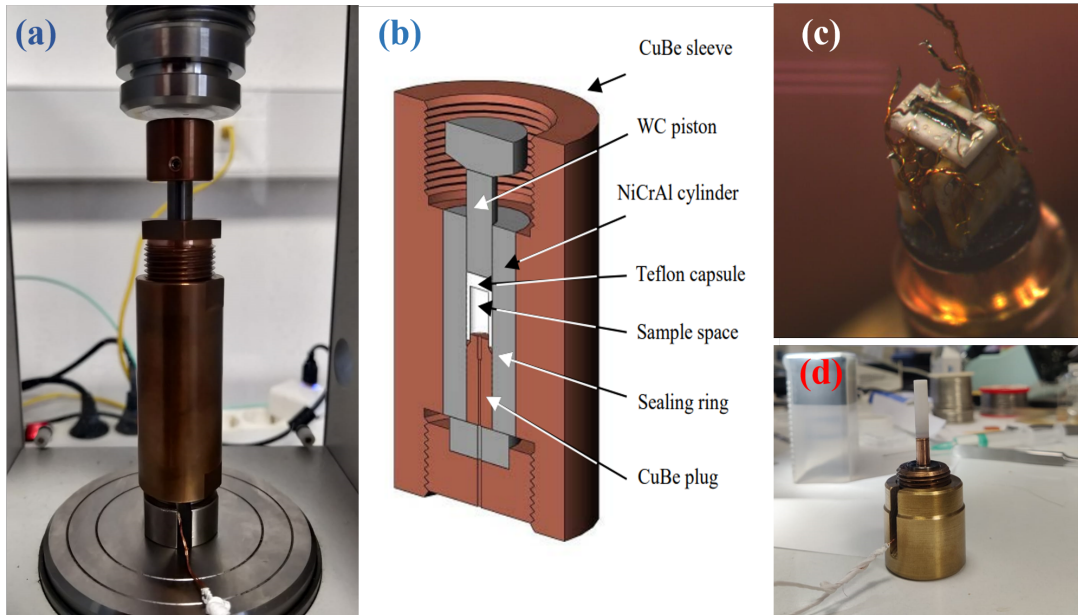 (a)
(b)
CuBe sleeve
WC piston
NiCrAl cylinder
Teflon capsule
Sample space
Sealing ring
CuBe plug
(c)
(d)